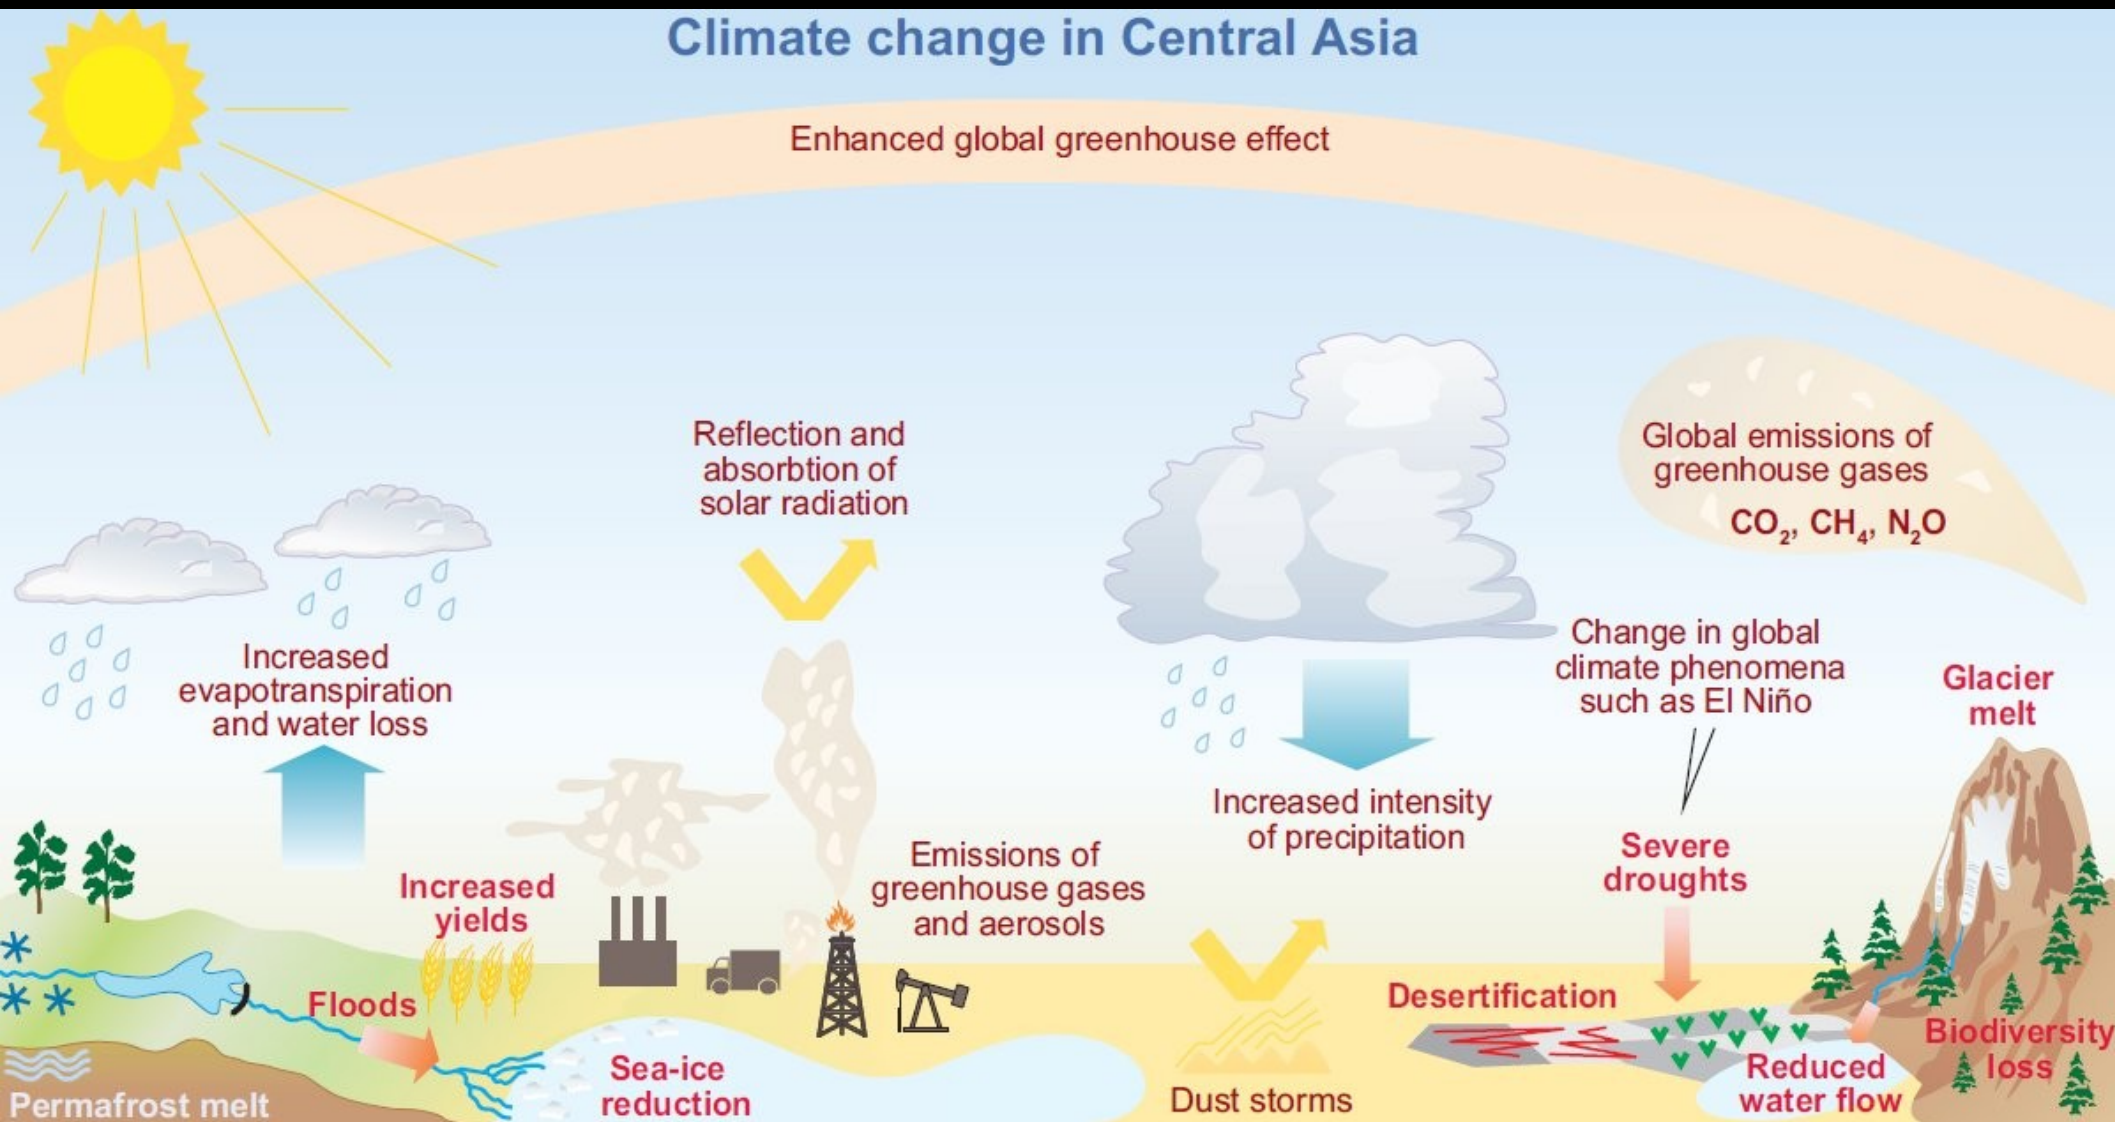 Climate change in Central Asia
Enhanced global greenhouse effect
Reflection and
absorbtion of
solar radiation
Global emissions of
greenhouse gases
CO₂, CH₄, N₂O
Increased
evapotranspiration
and water loss
Change in global
climate phenomena
such as El Niño
Glacier
melt
Increased intensity
of precipitation
Severe
droughts
Emissions of
greenhouse gases
and aerosols
Increased
yields
Floods
Desertification
Sea-ice
reduction
Biodiversity
loss
Reduced
water flow
Dust storms
Permafrost melt